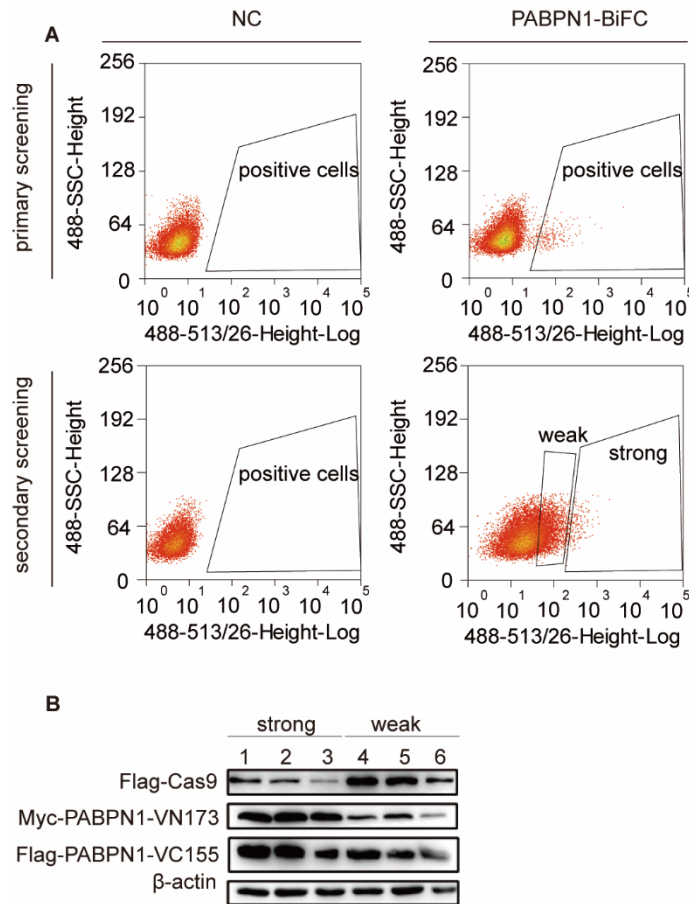 A
NC
PABPN1-BiFC
primary screening
488-SSC-Height
256
192
128
64
0
positive cells
10^0 10^1 10^2 10^3 10^4 10^5
488-513/26-Height-Log
488-SSC-Height
256
192
128
64
0
positive cells
10^0 10^1 10^2 10^3 10^4 10^5
488-513/26-Height-Log
secondary screening
488-SSC-Height
256
192
128
64
0
positive cells
10^0 10^1 10^2 10^3 10^4 10^5
488-513/26-Height-Log
488-SSC-Height
256
192
128
64
0
weak
strong
10^0 10^1 10^2 10^3 10^4 10^5
488-513/26-Height-Log
B
strong weak
1 2 3 4 5 6
Flag-Cas9
Myc-PABPN1-VN173
Flag-PABPN1-VC155
β-actin